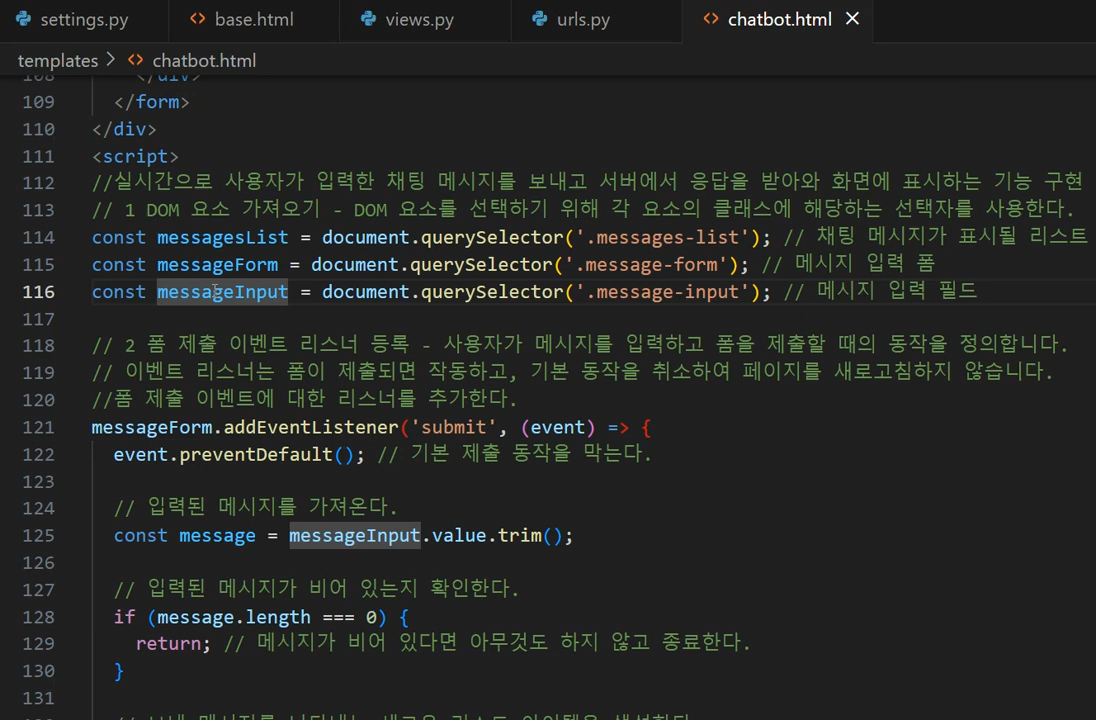 settings.py
base.html
views.py
urls.py
chatbot.html
templates > chatbot.html
108 </div>
109 </form>
110 </div>
111 <script>
112 //실시간으로 사용자가 입력한 채팅 메시지를 보내고 서버에서 응답을 받아와 화면에 표시하는 기능 구현
113 // 1 DOM 요소 가져오기 - DOM 요소를 선택하기 위해 각 요소의 클래스에 해당하는 선택자를 사용한다.
114 const messagesList = document.querySelector('.messages-list'); // 채팅 메시지가 표시될 리스트
115 const messageForm = document.querySelector('.message-form'); // 메시지 입력 폼
116 const messageInput = document.querySelector('.message-input'); // 메시지 입력 필드
117
118 // 2 폼 제출 이벤트 리스너 등록 - 사용자가 메시지를 입력하고 폼을 제출할 때의 동작을 정의합니다.
119 // 이벤트 리스너는 폼이 제출되면 작동하고, 기본 동작을 취소하여 페이지를 새로고침하지 않습니다.
120 //폼 제출 이벤트에 대한 리스너를 추가한다.
121 messageForm.addEventListener('submit', (event) => {
122 event.preventDefault(); // 기본 제출 동작을 막는다.
123
124 // 입력된 메시지를 가져온다.
125 const message = messageInput.value.trim();
126
127 // 입력된 메시지가 비어 있는지 확인한다.
128 if (message.length === 0) {
129 return; // 메시지가 비어 있다면 아무것도 하지 않고 종료한다.
130 }
131